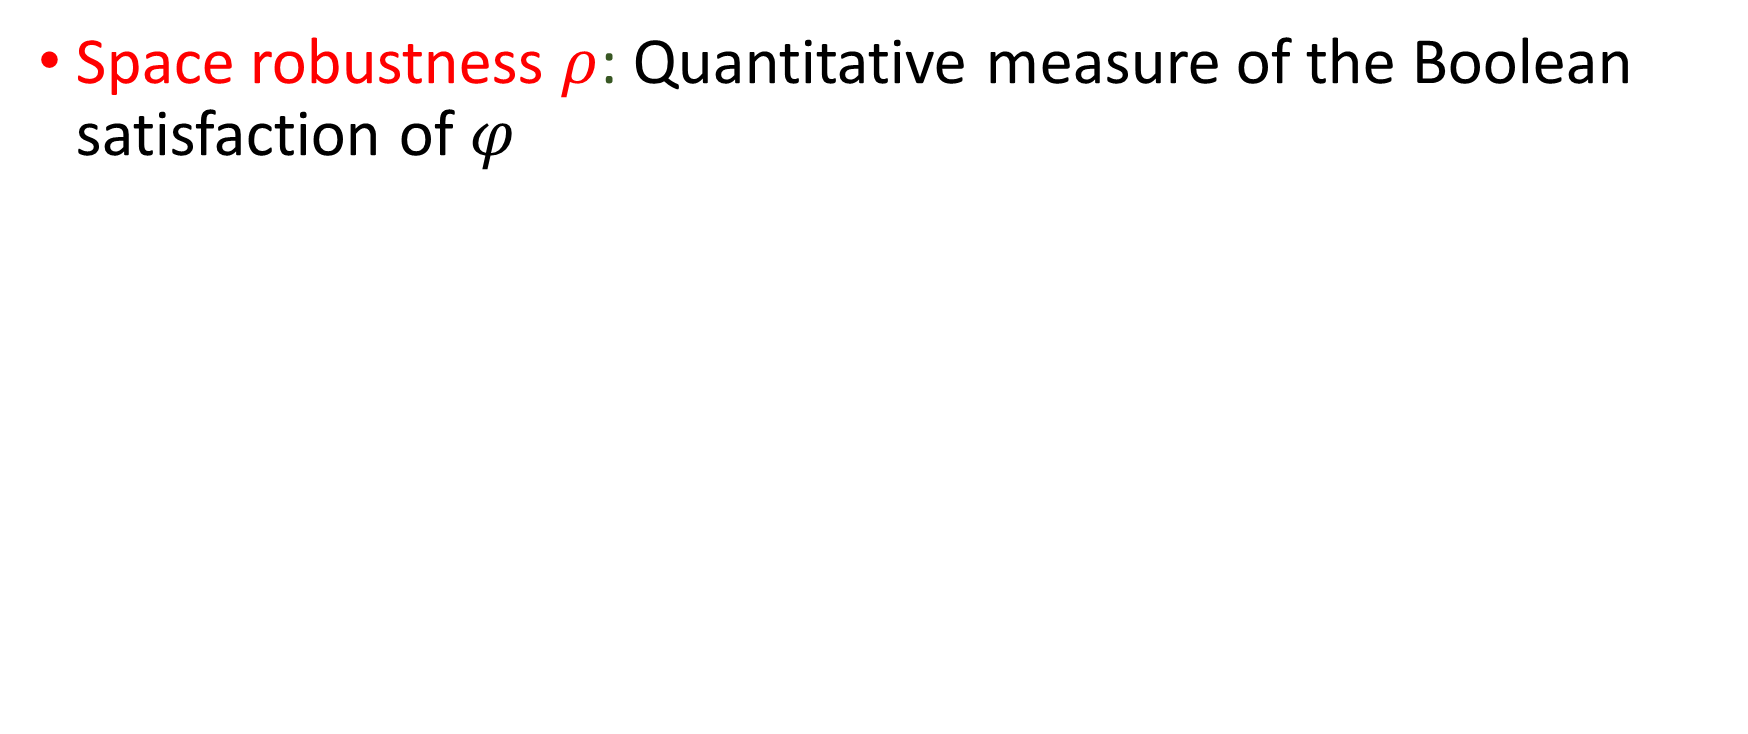 • Space robustness 𝜌: Quantitative measure of the Boolean
satisfaction of 𝜑